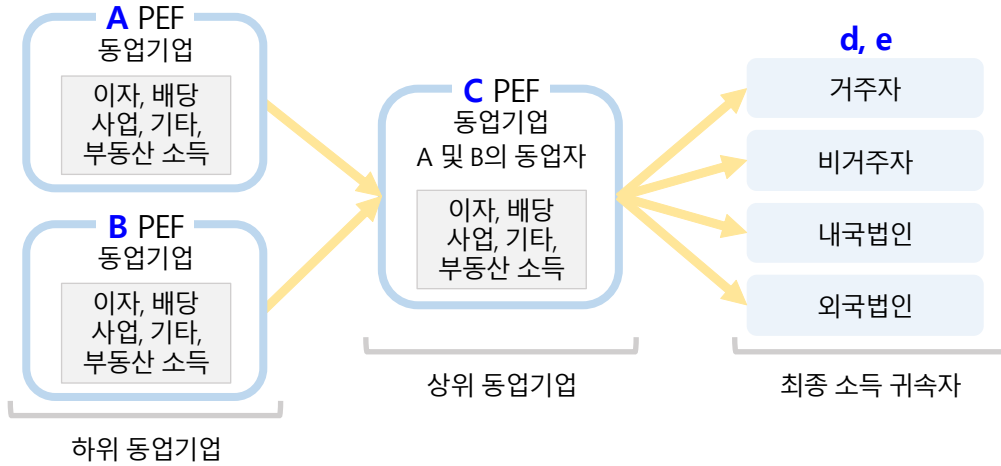 A PEF
동업기업
이자, 배당
사업, 기타,
부동산 소득
B PEF
동업기업
이자, 배당
사업, 기타,
부동산 소득
하위 동업기업
C PEF
동업기업
A 및 B의 동업자
이자, 배당
사업, 기타,
부동산 소득
상위 동업기업
d, e
거주자
비거주자
내국법인
외국법인
최종 소득 귀속자